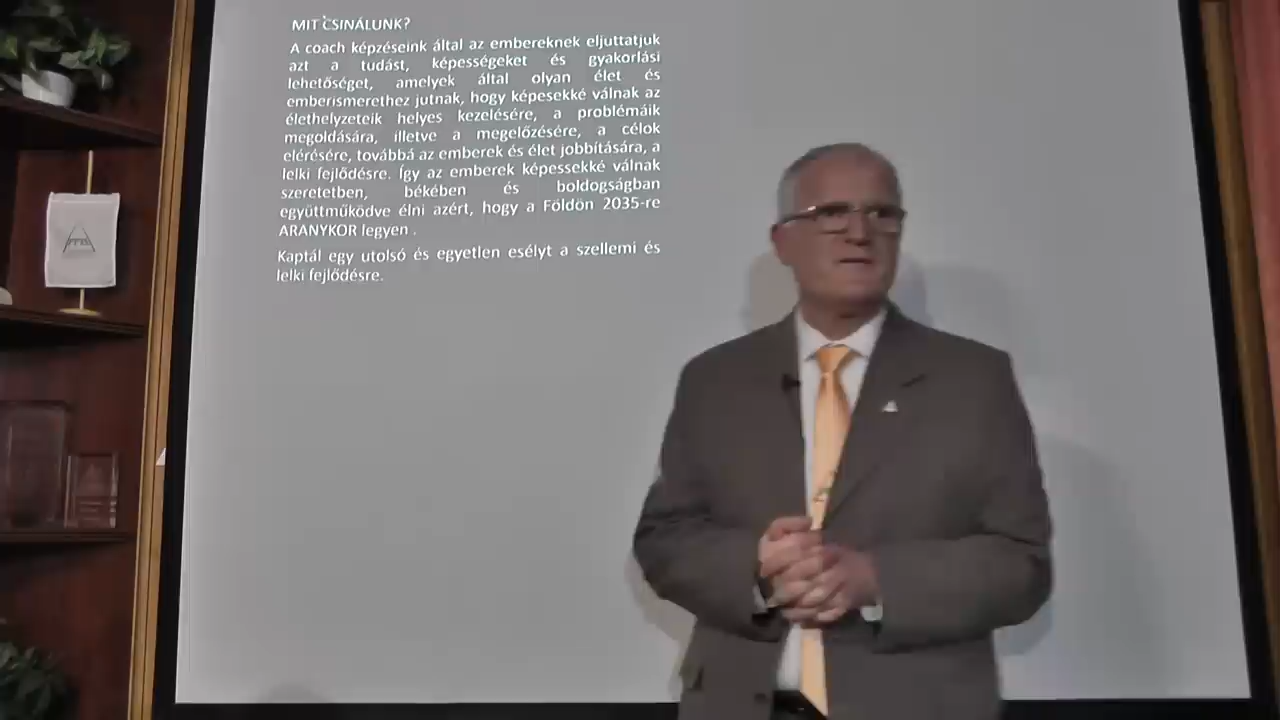 MIT CSINÁLUNK?
A coach képzéseink által az embereknek eljuttatjuk
azt a tudást, képességeket és gyakorlási
lehetőséget, amelyek által olyan élet és
emberismerethez jutnak, hogy képesekké válnak az
élethelyzeteik helyes kezelésére, a problémáik
megoldására, illetve a megelőzésére, a célok
elérésére, továbbá az emberek és élet jobbítására, a
lelki fejlődésre. Így az emberek képessekké válnak
szeretetben, békében és boldogságban
együttműködve élni azért, hogy a Földön 2035-re
ARANYKOR legyen .
Kaptál egy utolsó és egyetlen esélyt a szellemi és
lelki fejlődésre.